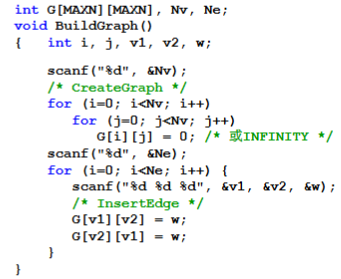 int G[MAXN][MAXN], Nv, Ne;
void BuildGraph()
{ int i, j, v1, v2, w;
scanf("%d", &Nv);
/* CreateGraph */
for (i=0; i<Nv; i++)
for (j=0; j<Nv; j++)
G[i][j] = 0; /* 或INFINITY */
scanf("%d", &Ne);
for (i=0; i<Ne; i++) {
scanf("%d %d %d", &v1, &v2, &w);
/* InsertEdge */
G[v1][v2] = w;
G[v2][v1] = w;
}
}